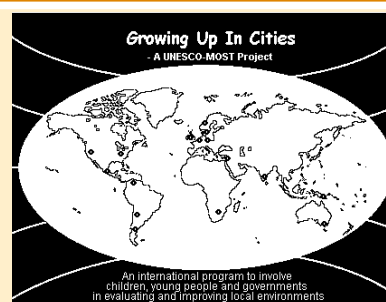 Growing Up In Cities
- A UNESCO-MOST Project
An international program to involve
children, young people and governments
in evaluating and improving local environments